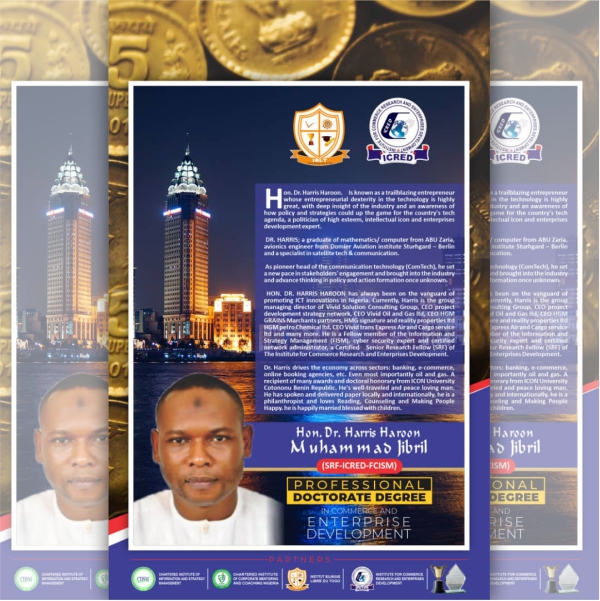 IBLT
INSTITUTE FOR COMMERCE RESEARCH AND ENTERPRISES DEVELOPMENT
ICRED
Hon. Dr. Harris Haroon. Is known as a trailblazing entrepreneur
whose entrepreneurial dexterity in the technology is highly
great, with deep insight of the industry and an awareness of
how policy and strategies could up the game for the country's tech
agenda, a politician of high esteem, intellectual icon and enterprises
development expert.
DR. HARRIS; a graduate of mathematics/ computer from ABU Zaria,
avionics engineer from Dornier Aviation institute Sturhgard – Berlin
and a specialist in satellite tech & communication.
As pioneer head of the communication technology (ComTech), he set
a new pace in stakeholders' engagement and brought into the industry
and advance thinking in policy and action formation once unknown.
HON. DR. HARRIS HAROON has always been on the vanguard of
promoting ICT innovations in Nigeria. Currently, Harris is the group
managing director of Vivid Solution Consulting Group, CEO project
development strategy network, CEO Vivid Oil and Gas ltd, CEO HGM
GRAINS Marchants partners, HMG signature and reality properties ltd
HGM petro Chemical ltd, CEO Vivid trans Express Air and Cargo service
ltd and many more. He is a Fellow member of the Information and
Strategy Management (FISM), cyber security expert and certified
network administrator, a Certified Senior Research Fellow (SRF) of
The Institute for Commerce Research and Enterprises Development.
Dr. Harris drives the economy across sectors: banking, e-commerce,
online booking agencies, etc. Even most importantly oil and gas. A
recipient of many awards and doctoral honorary from ICON University
Cotononu Benin Republic. He's well-traveled and peace loving man.
He has spoken and delivered paper locally and internationally, he is a
philanthropist and loves Reading, Counseling and Making People
Happy. he is happily married blessed with children.
Hon. Dr. Harris Haroon
Muhammad Jibril
(SRF-ICRED-FCISM)
PROFESSIONAL
DOCTORATE DEGREE
IN COMMERCE AND
ENTERPRISE
DEVELOPMENT
PARTNERS
CHARTERED INSTITUTE OF
INFORMATION AND STRATEGY
MANAGEMENT
CHARTERED INSTITUTE
OF CORPORATE MENTORING
AND COACHING NIGERIA
INSTITUT BILINGUE
LIBRE DU TOGO
INSTITUTE FOR COMMERCE
RESEARCH AND ENTERPRISES
DEVELOPMENT